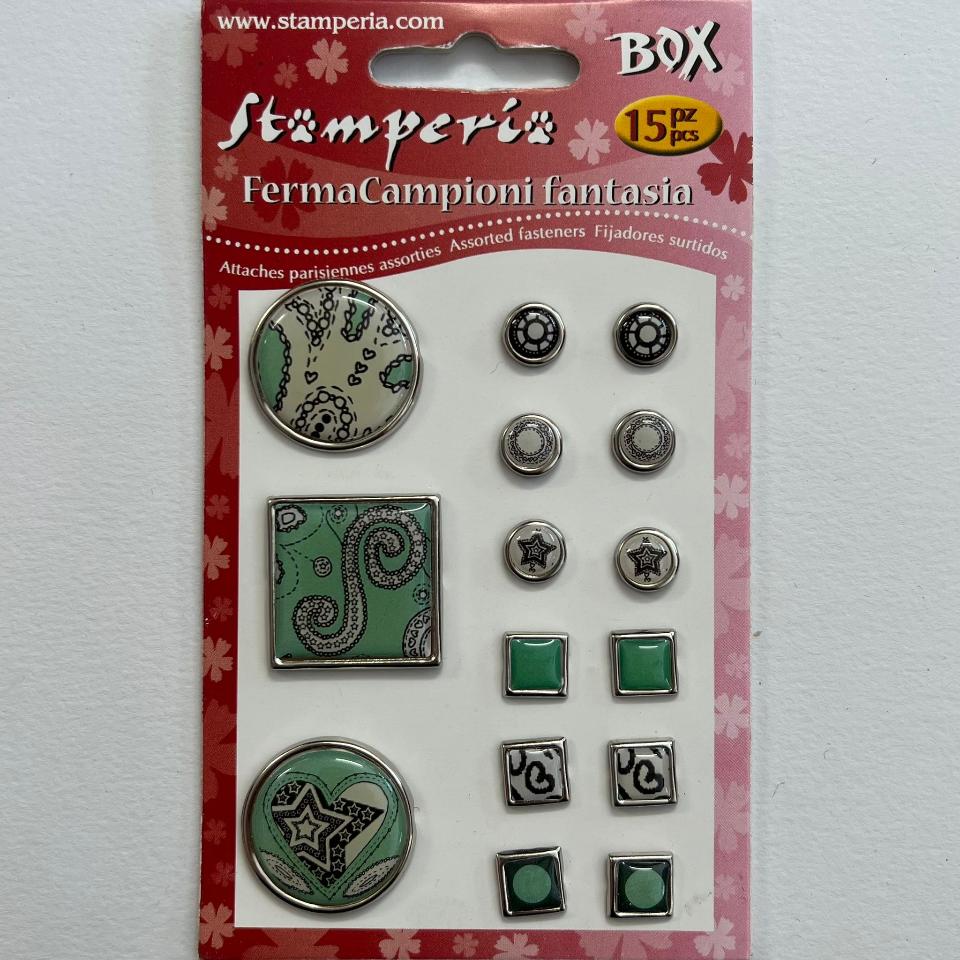 www.stamperia.com
BOX
Stamperia
15 pz
pcs
FermaCampioni fantasia
Attaches parisiennes assorties Assorted fasteners Fijadores surtidos